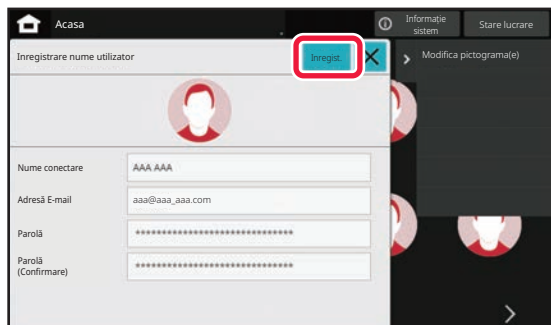 Acasa
Informație
sistem
Stare lucrare
Inregistrare nume utilizator
Inregist.
Modifica pictograma(e)
Nume conectare
AAA AAA
Adresă E-mail
aaa@aaa_aaa.com
Parolă
********************************
Parolă
(Confirmare)
********************************